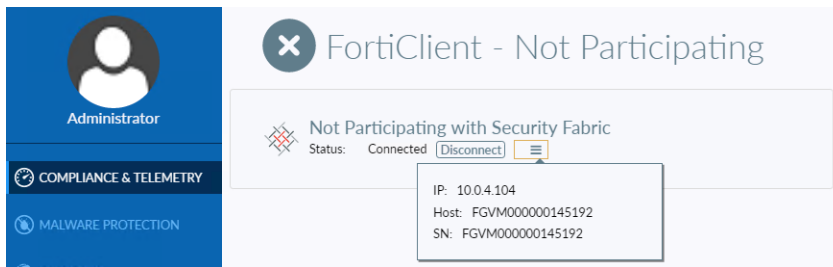 FortiClient - Not Participating
Administrator
Not Participating with Security Fabric
Status: Connected Disconnect
COMPLIANCE & TELEMETRY
IP: 10.0.4.104
Host: FGVM000000145192
SN: FGVM000000145192
MALWARE PROTECTION